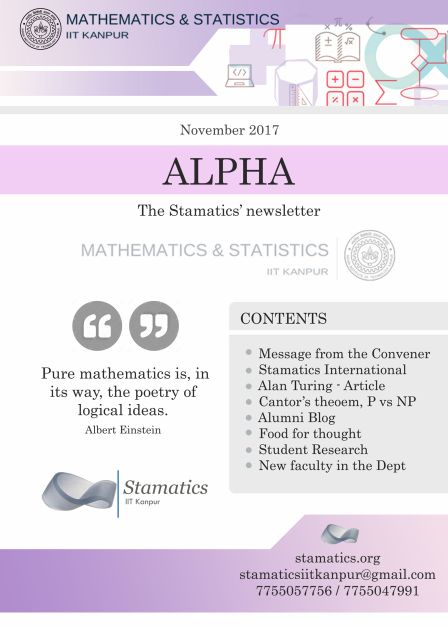 MATHEMATICS & STATISTICS
IIT KANPUR
November 2017
ALPHA
The Stamatics' newsletter
MATHEMATICS & STATISTICS
IIT KANPUR
Pure mathematics is, in
its way, the poetry of
logical ideas.
Albert Einstein
Stamatics
IIT Kanpur
CONTENTS
Message from the Convener
Stamatics International
Alan Turing - Article
Cantor's theoem, P vs NP
Alumni Blog
Food for thought
Student Research
New faculty in the Dept
stamatics.org
stamaticsiitkanpur@gmail.com
7755057756 / 7755047991